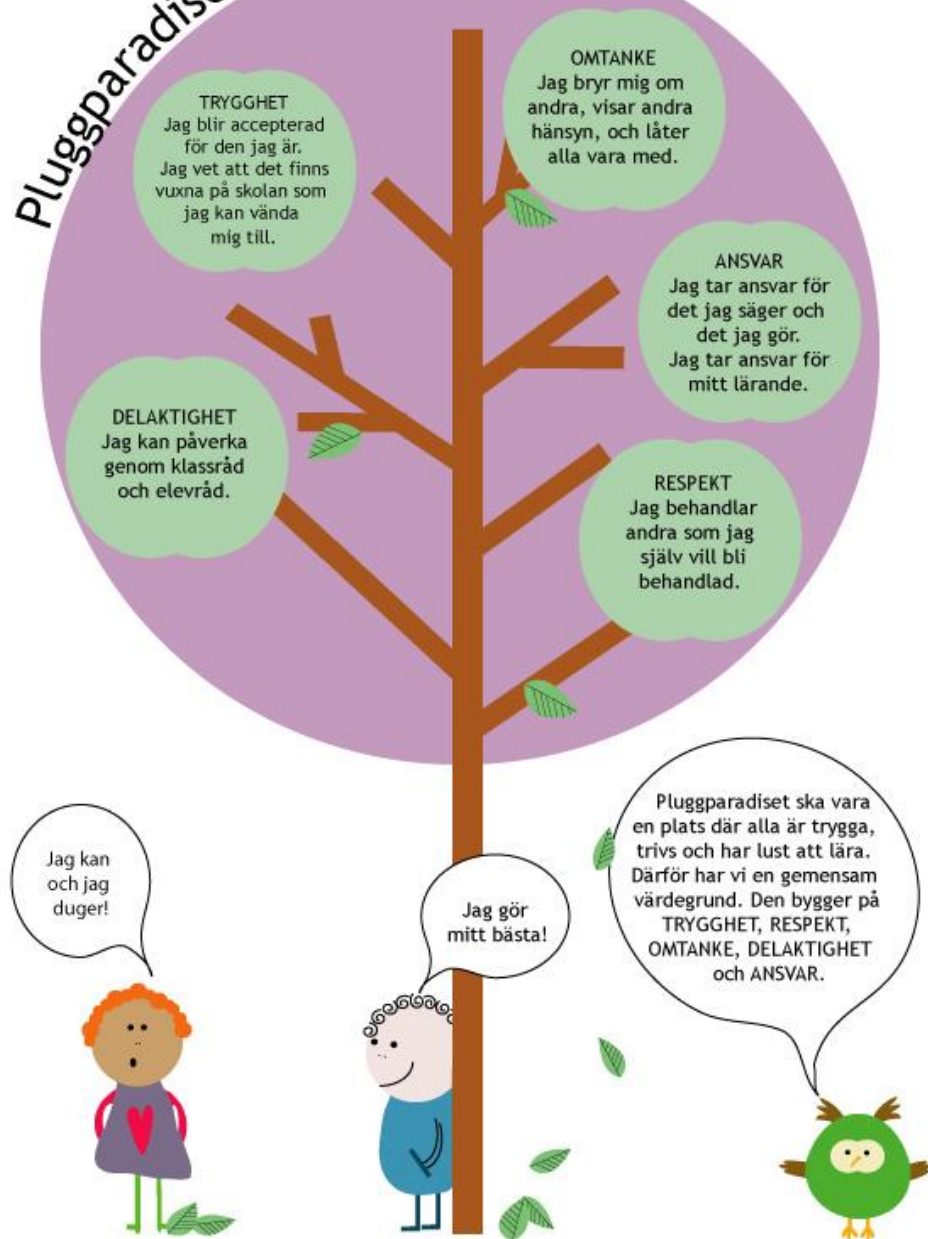 Pluggparadise
OMTANKE
Jag bryr mig om
andra, visar andra
hänsyn, och låter
alla vara med.
TRYGGHET
Jag blir accepterad
för den jag är.
Jag vet att det finns
vuxna på skolan som
jag kan vända
mig till.
ANSVAR
Jag tar ansvar för
det jag säger och
det jag gör.
Jag tar ansvar för
mitt lärande.
DELAKTIGHET
Jag kan påverka
genom klassråd
och elevråd.
RESPEKT
Jag behandlar
andra som jag
själv vill bli
behandlad.
Jag kan
och jag
duger!
Jag gör
mitt bästa!
Pluggparadiset ska vara
en plats där alla är trygga,
trivs och har lust att lära.
Därför har vi en gemensam
värdegrund. Den bygger på
TRYGGHET, RESPEKT,
OMTANKE, DELAKTIGHET
och ANSVAR.